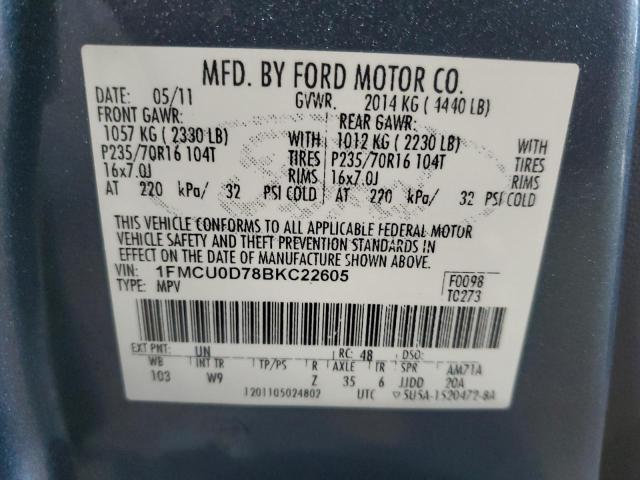 MFD. BY FORD MOTOR CO.
DATE: 05/11 GVWR: 2014 KG ( 4440 LB)
FRONT GAWR: REAR GAWR:
1057 KG ( 2330 LB) WITH 1012 KG ( 2230 LB) WITH
P235/70R16 104T TIRES P235/70R16 104T TIRES
16x7.0J RIMS 16x7.0J RIMS
AT 220 kPa/ 32 PSI COLD AT 220 kPa/ 32 PSI COLD
THIS VEHICLE CONFORMS TO ALL APPLICABLE FEDERAL MOTOR
VEHICLE SAFETY AND THEFT PREVENTION STANDARDS IN
EFFECT ON THE DATE OF MANUFACTURE SHOWN ABOVE.
VIN: 1FMCU0D78BKC22605 F0098
TYPE: MPV TC273
EXT PNT: UN RC: 48 DSO:
WB INT TR TP/PS R AXLE TR SPR AM71A
103 W9 Z 35 6 JJDD 20A
1201105024802 UTC ▽5U5A-1520472-8A